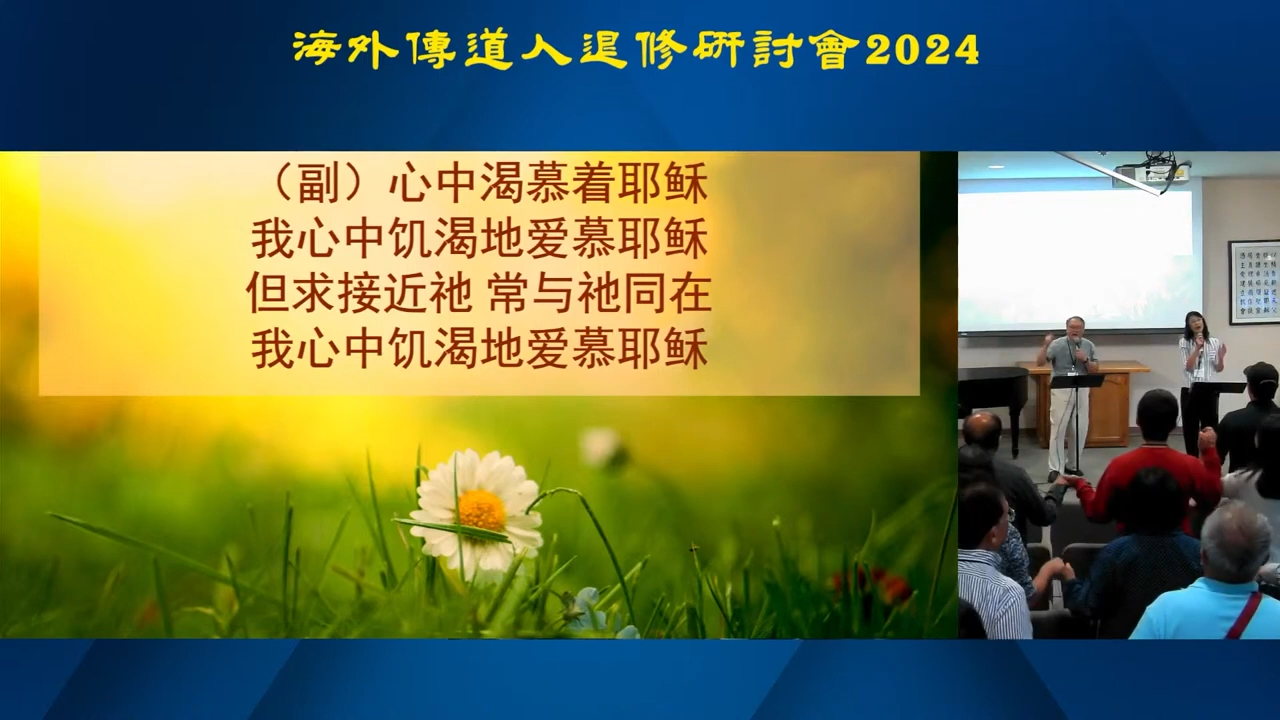 海外傳道人退修研討會2024
（副）心中渴慕着耶稣
我心中饥渴地爱慕耶稣
但求接近祂 常与祂同在
我心中饥渴地爱慕耶稣